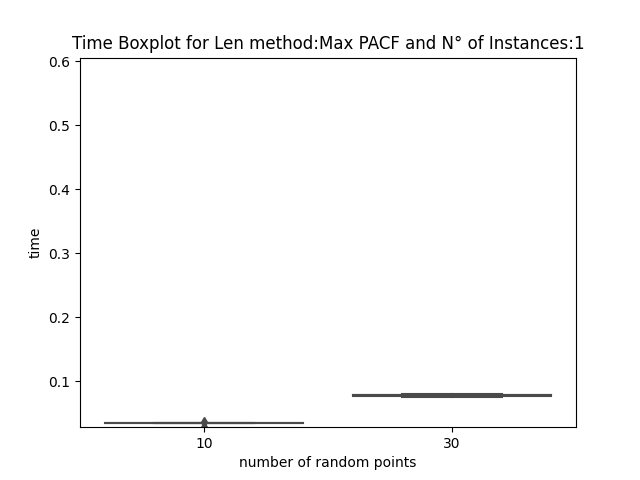 Time Boxplot for Len method:Max PACF and N° of Instances:1
0.6
0.5
0.4
0.3
0.2
0.1
time
10
30
number of random points